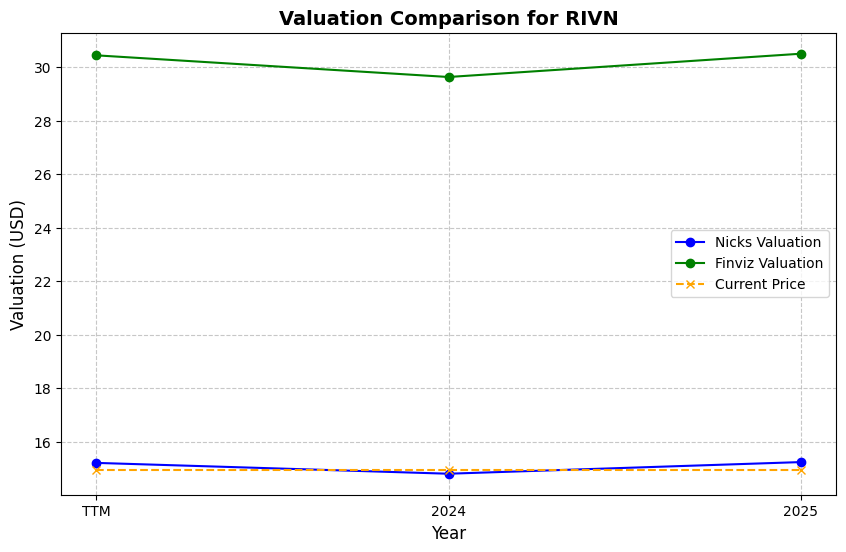 Valuation Comparison for RIVN
Valuation (USD)
30
28
26
24
22
20
18
16
Nicks Valuation
Finviz Valuation
Current Price
TTM
2024
2025
Year